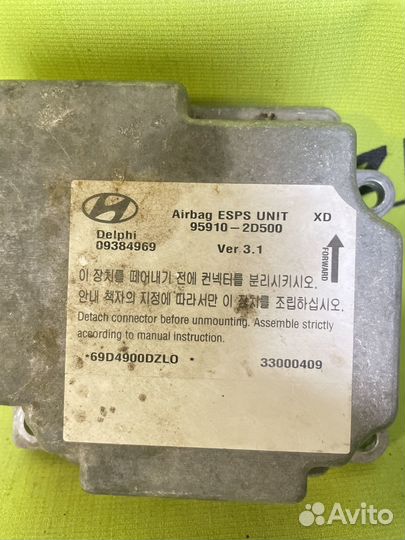 Airbag ESPS UNIT XD
95910-2D500
Delphi
09384969
Ver 3.1
FORWARD
이 장치를 떼어내기 전에 컨넥터를 분리시키시오.
안내 책자의 지정에 따라서만 이 장치를 조립하십시오.
Detach connector before unmounting. Assemble strictly
according to manual instruction.
*69D4900DZLO
33000409
Avito